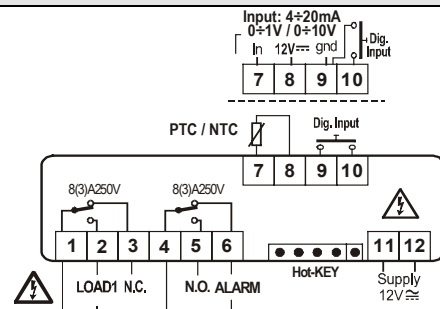 Input: 4÷20mA
0÷1V / 0÷10V
In 12V⎓ gnd
Dig.
Input
7 8 9 10
PTC / NTC
Dig. Input
7 8 9 10
8(3)A250V 8(3)A250V
1 2 3 4 5 6
11 12
LOAD1 N.C. N.O. ALARM
Hot-KEY
Supply
12V≂